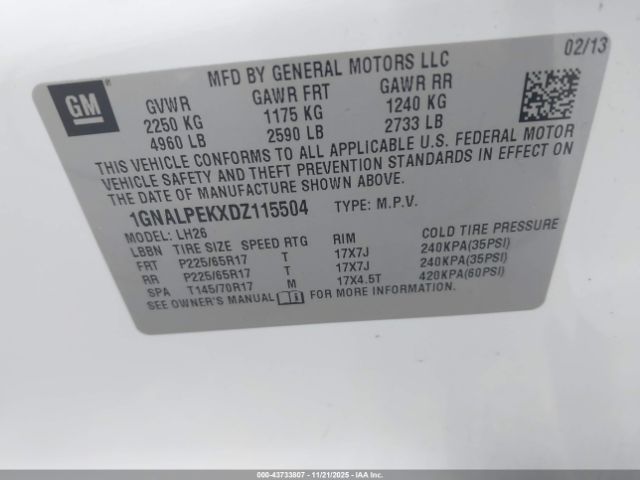 GM
MFD BY GENERAL MOTORS LLC
02/13
GVWR GAWR FRT GAWR RR
2250 KG 1175 KG 1240 KG
4960 LB 2590 LB 2733 LB
THIS VEHICLE CONFORMS TO ALL APPLICABLE U.S. FEDERAL MOTOR
VEHICLE SAFETY AND THEFT PREVENTION STANDARDS IN EFFECT ON
THE DATE OF MANUFACTURE SHOWN ABOVE.
1GNALPEKXDZ115504 TYPE: M.P.V.
MODEL: LH26
LBBN TIRE SIZE SPEED RTG RIM COLD TIRE PRESSURE
FRT P225/65R17 T 17X7J 240KPA(35PSI)
RR P225/65R17 T 17X7J 240KPA(35PSI)
SPA T145/70R17 M 17X4.5T 420KPA(60PSI)
SEE OWNER'S MANUAL FOR MORE INFORMATION.
000-43733807 - 11/21/2025 - IAAI.COM